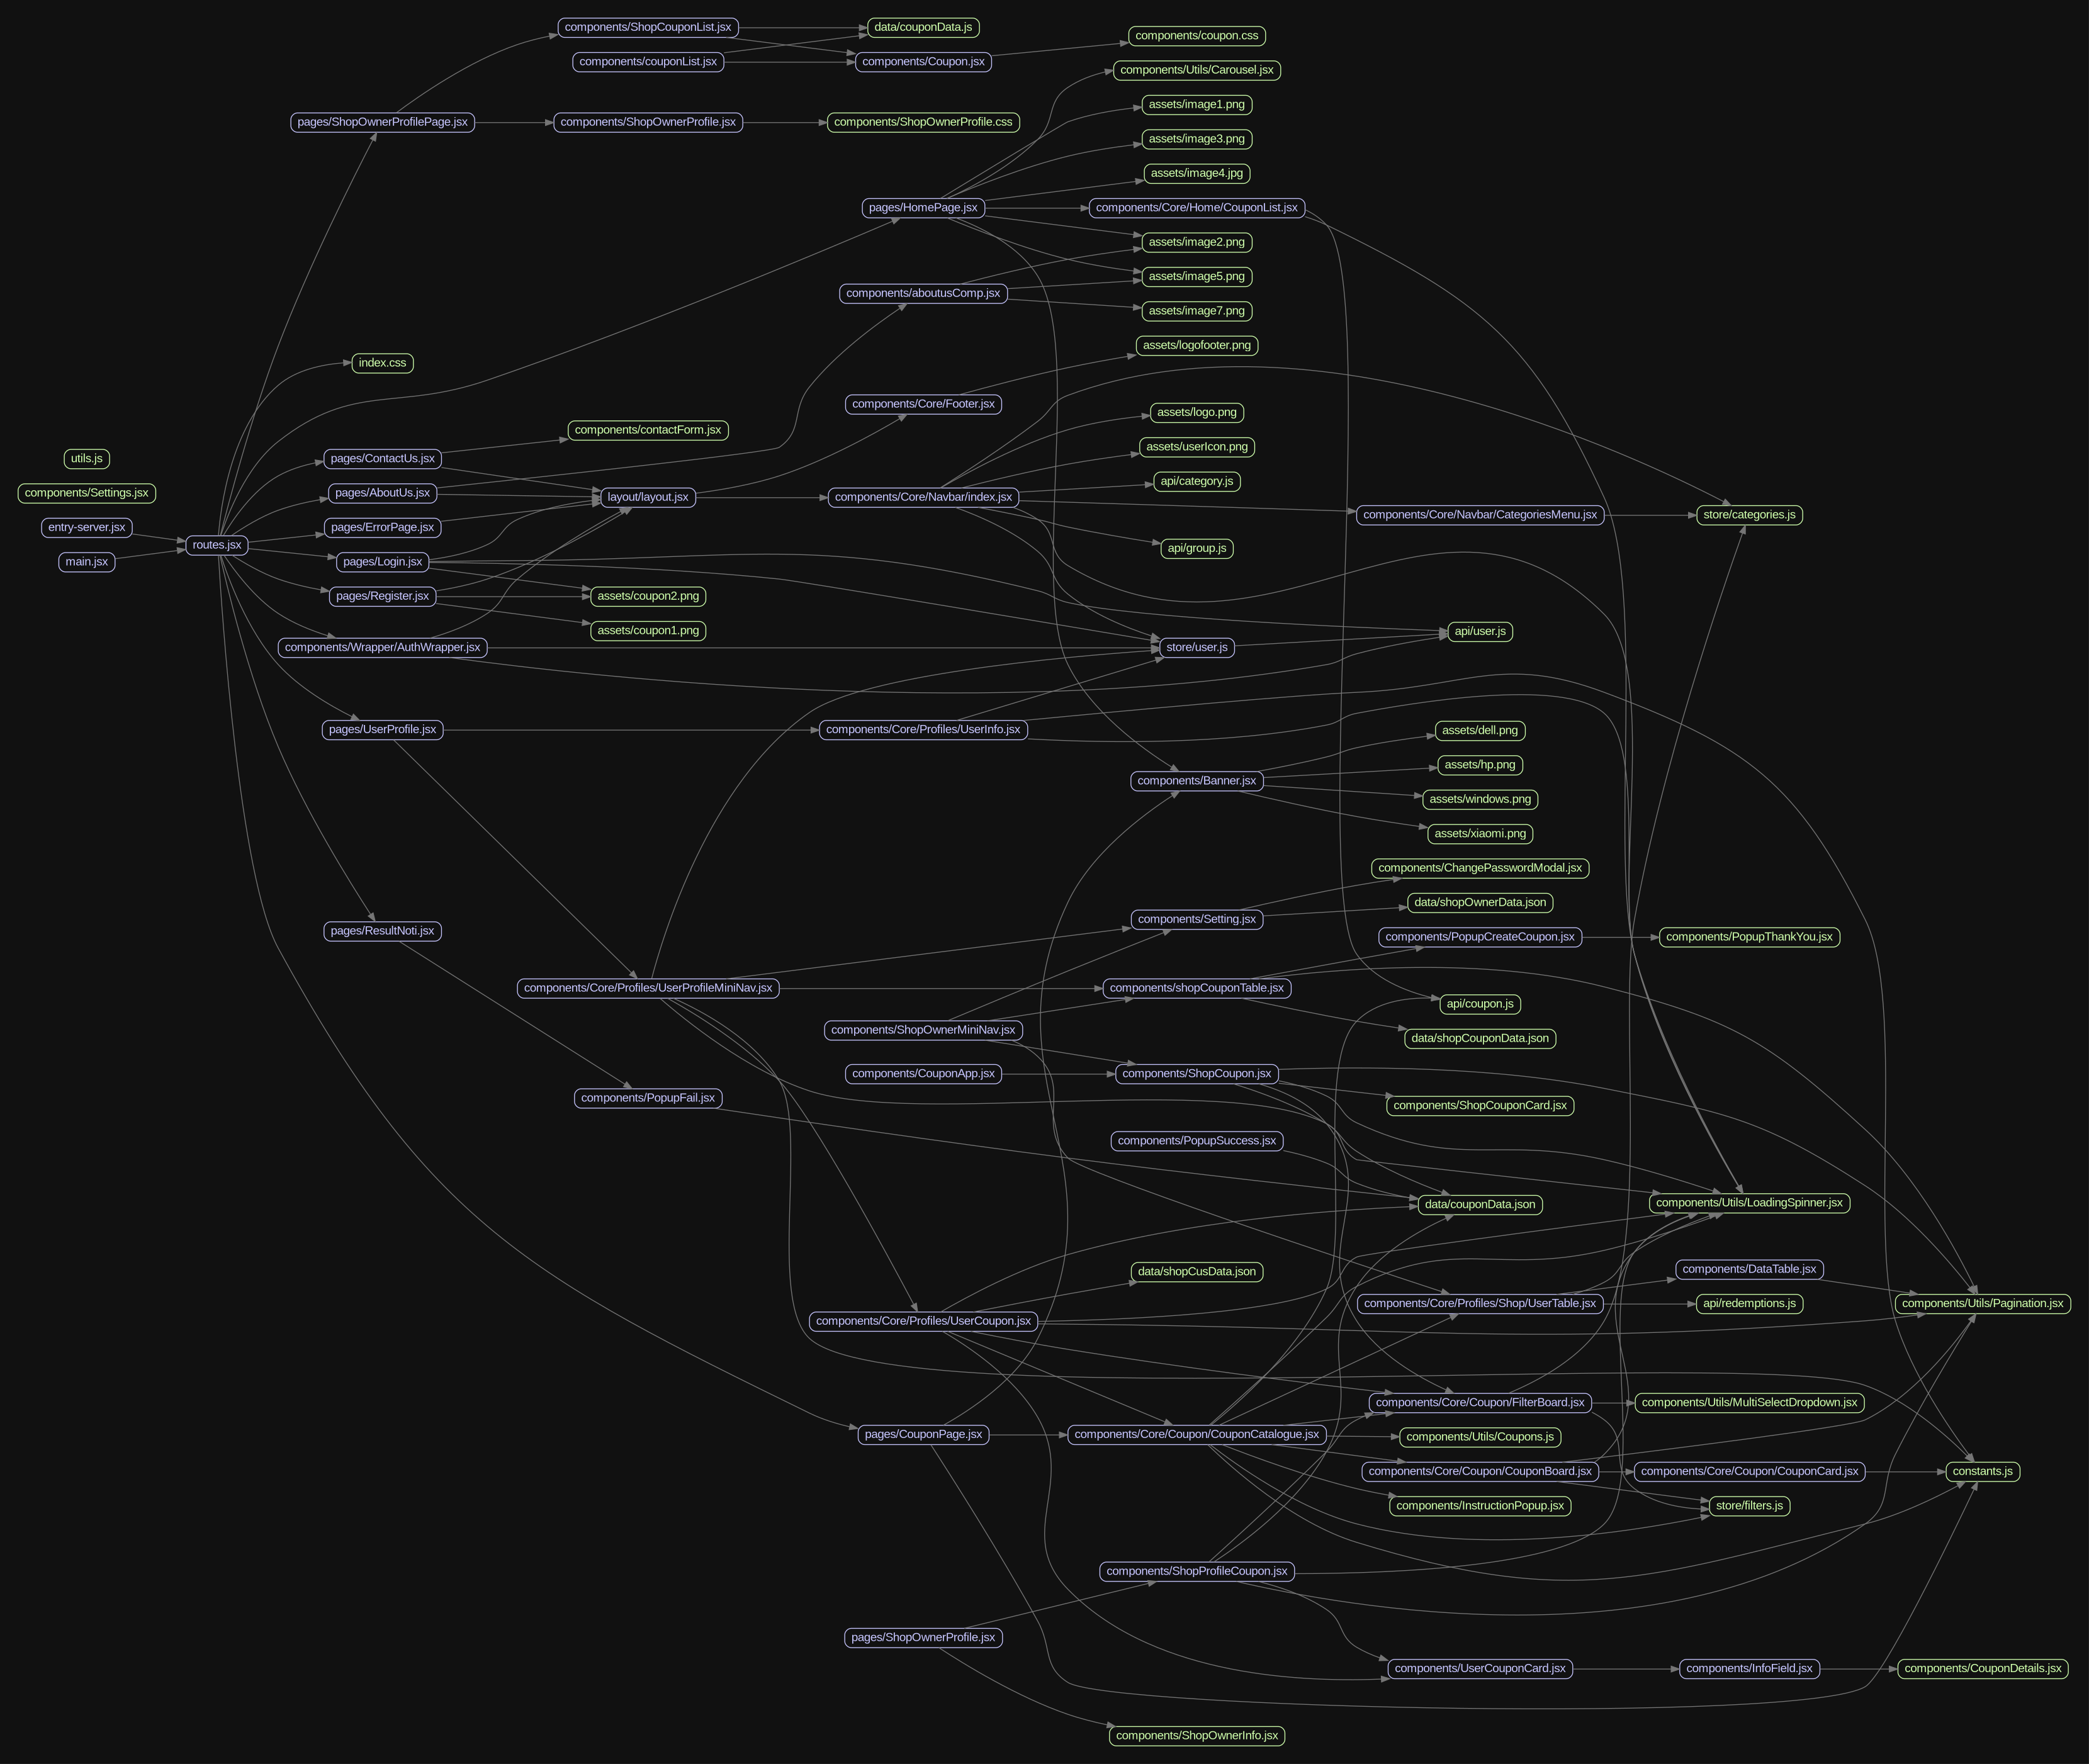 components/ShopCouponList.jsx
data/couponData.js
components/coupon.css
components/couponList.jsx
components/Coupon.jsx
components/Utils/Carousel.jsx
assets/image1.png
pages/ShopOwnerProfilePage.jsx
components/ShopOwnerProfile.jsx
components/ShopOwnerProfile.css
assets/image3.png
assets/image4.jpg
pages/HomePage.jsx
components/Core/Home/CouponList.jsx
assets/image2.png
assets/image5.png
components/aboutusComp.jsx
assets/image7.png
assets/logofooter.png
index.css
components/Core/Footer.jsx
assets/logo.png
components/contactForm.jsx
assets/userIcon.png
utils.js
pages/ContactUs.jsx
api/category.js
components/Settings.jsx
pages/AboutUs.jsx
layout/layout.jsx
components/Core/Navbar/index.jsx
components/Core/Navbar/CategoriesMenu.jsx
store/categories.js
entry-server.jsx
pages/ErrorPage.jsx
routes.jsx
api/group.js
main.jsx
pages/Login.jsx
pages/Register.jsx
assets/coupon2.png
assets/coupon1.png
api/user.js
components/Wrapper/AuthWrapper.jsx
store/user.js
pages/UserProfile.jsx
components/Core/Profiles/UserInfo.jsx
assets/dell.png
assets/hp.png
components/Banner.jsx
assets/windows.png
assets/xiaomi.png
components/ChangePasswordModal.jsx
data/shopOwnerData.json
components/Setting.jsx
pages/ResultNoti.jsx
components/PopupCreateCoupon.jsx
components/PopupThankYou.jsx
components/Core/Profiles/UserProfileMiniNav.jsx
components/shopCouponTable.jsx
api/coupon.js
components/ShopOwnerMiniNav.jsx
data/shopCouponData.json
components/CouponApp.jsx
components/ShopCoupon.jsx
components/PopupFail.jsx
components/ShopCouponCard.jsx
components/PopupSuccess.jsx
data/couponData.json
components/Utils/LoadingSpinner.jsx
data/shopCusData.json
components/DataTable.jsx
components/Core/Profiles/Shop/UserTable.jsx
api/redemptions.js
components/Utils/Pagination.jsx
components/Core/Profiles/UserCoupon.jsx
components/Core/Coupon/FilterBoard.jsx
components/Utils/MultiSelectDropdown.jsx
pages/CouponPage.jsx
components/Core/Coupon/CouponCatalogue.jsx
components/Utils/Coupons.js
components/Core/Coupon/CouponBoard.jsx
components/Core/Coupon/CouponCard.jsx
constants.js
components/InstructionPopup.jsx
store/filters.js
components/ShopProfileCoupon.jsx
pages/ShopOwnerProfile.jsx
components/UserCouponCard.jsx
components/InfoField.jsx
components/CouponDetails.jsx
components/ShopOwnerInfo.jsx